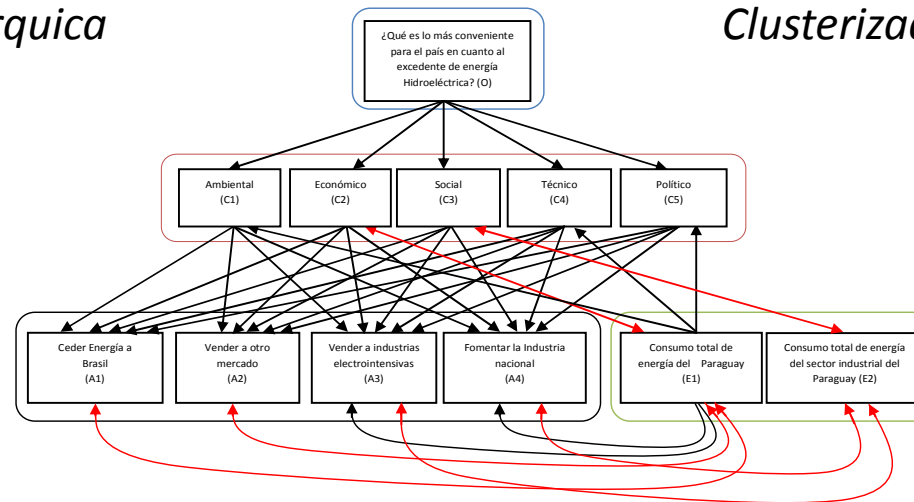 rquica
Clusteriza
¿Qué es lo más conveniente
para el país en cuanto al
excedente de energía
Hidroeléctrica? (O)
Ambiental
(C1)
Económico
(C2)
Social
(C3)
Técnico
(C4)
Político
(C5)
Ceder Energía a
Brasil
(A1)
Vender a otro
mercado
(A2)
Vender a industrias
electrointensivas
(A3)
Fomentar la Industria
nacional
(A4)
Consumo total de
energía del Paraguay
(E1)
Consumo total de energía
del sector industrial del
Paraguay (E2)